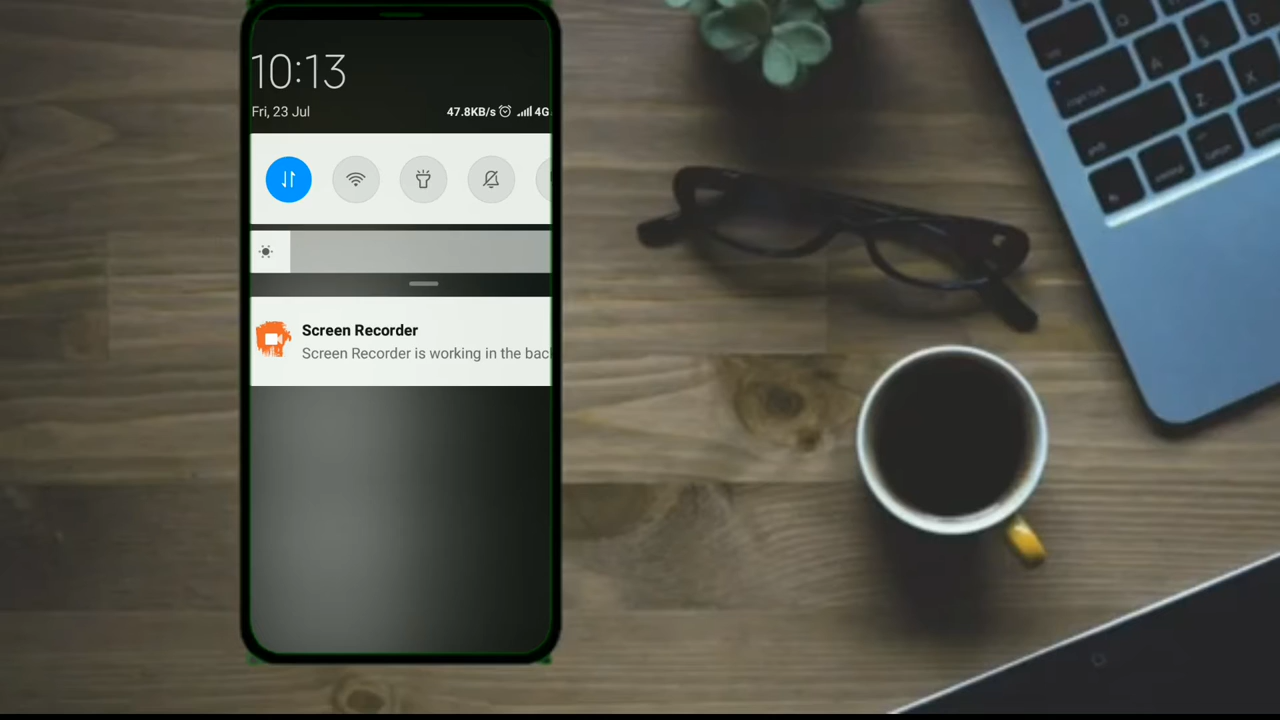 10:13
Fri, 23 Jul
47.8KB/s 4G
Screen Recorder
Screen Recorder is working in the bac
Q
S
D
A
Z
X